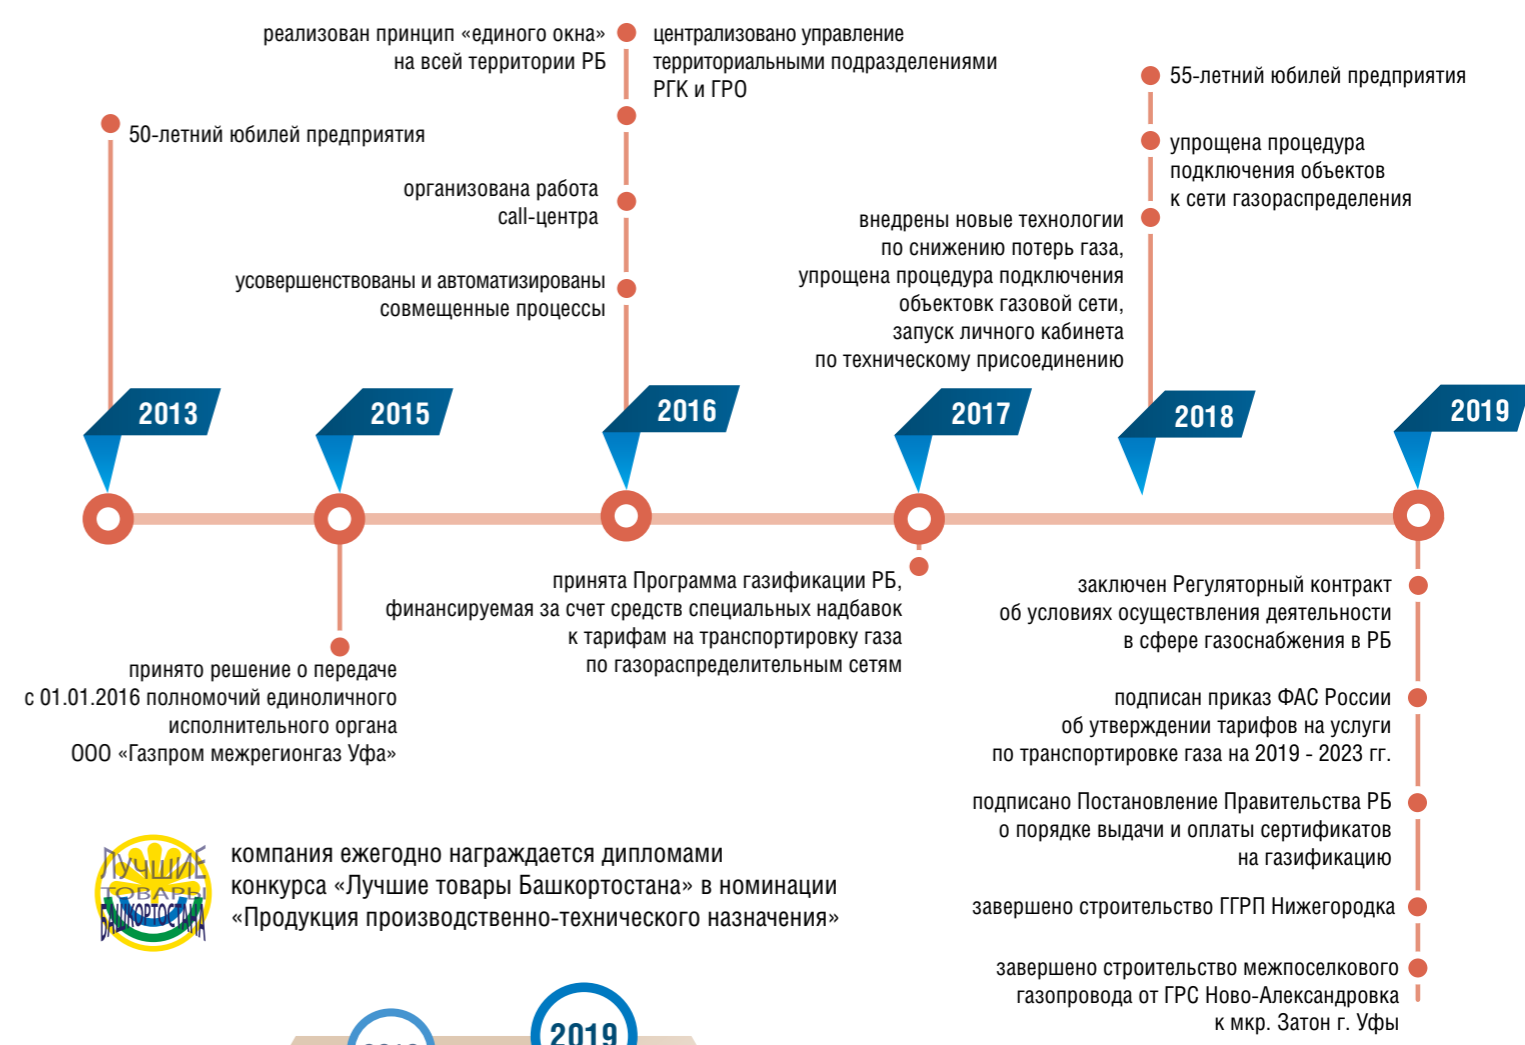 реализован принцип «единого окна»
на всей территории РБ
централизовано управление
территориальными подразделениями
РГК и ГРО
55-летний юбилей предприятия
50-летний юбилей предприятия
упрощена процедура
подключения объектов
к сети газораспределения
организована работа
call-центра
усовершенствованы и автоматизированы
совмещенные процессы
внедрены новые технологии
по снижению потерь газа,
упрощена процедура подключения
объектовк газовой сети,
запуск личного кабинета
по техническому присоединению
2013
2015
2016
2017
2018
2019
принято решение о передаче
с 01.01.2016 полномочий единоличного
исполнительного органа
ООО «Газпром межрегионгаз Уфа»
принята Программа газификации РБ,
финансируемая за счет средств специальных надбавок
к тарифам на транспортировку газа
по газораспределительным сетям
заключен Регуляторный контракт
об условиях осуществления деятельности
в сфере газоснабжения в РБ
подписан приказ ФАС России
об утверждении тарифов на услуги
по транспортировке газа на 2019 - 2023 гг.
подписано Постановление Правительства РБ
о порядке выдачи и оплаты сертификатов
на газификацию
завершено строительство ГГРП Нижегородка
завершено строительство межпоселкового
газопровода от ГРС Ново-Александровка
к мкр. Затон г. Уфы
ЛУЧШИЕ
ТОВАРЫ
БАШКОРТОСТАНА
компания ежегодно награждается дипломами
конкурса «Лучшие товары Башкортостана» в номинации
«Продукция производственно-технического назначения»
2019